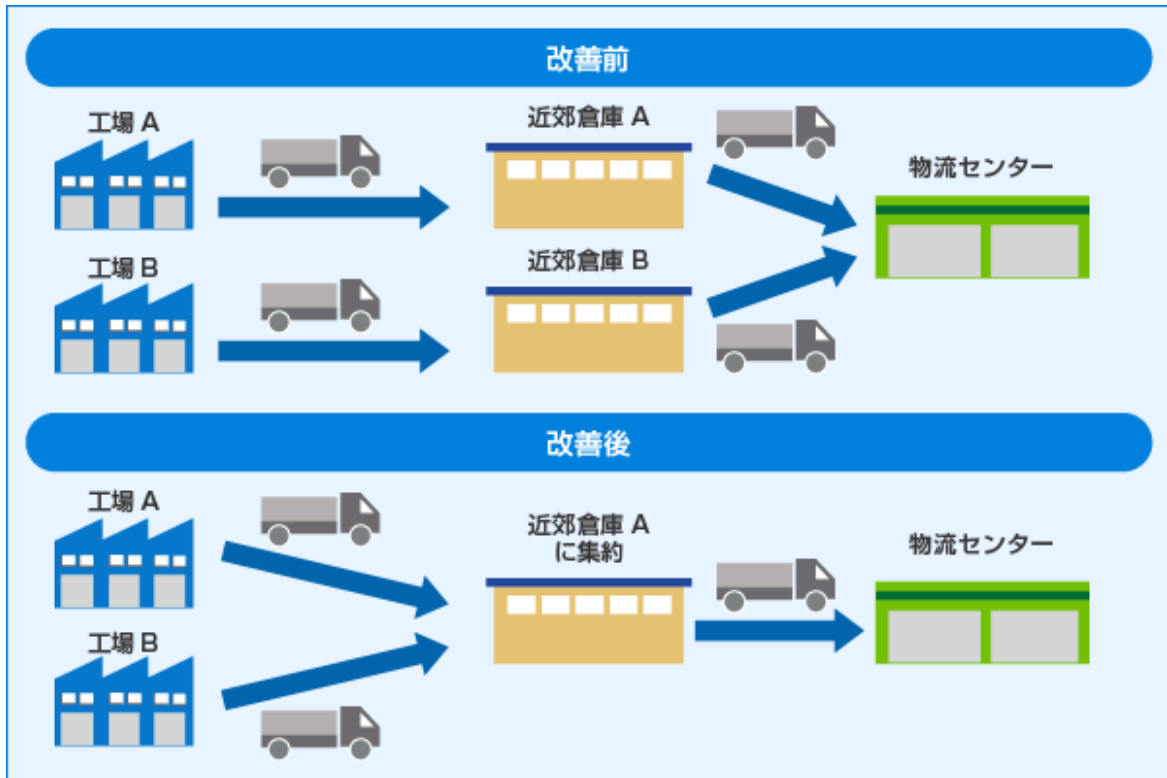 改善前
工場 A
近郊倉庫 A
物流センター
工場 B
近郊倉庫 B
改善後
工場 A
近郊倉庫 A
に集約
物流センター
工場 B